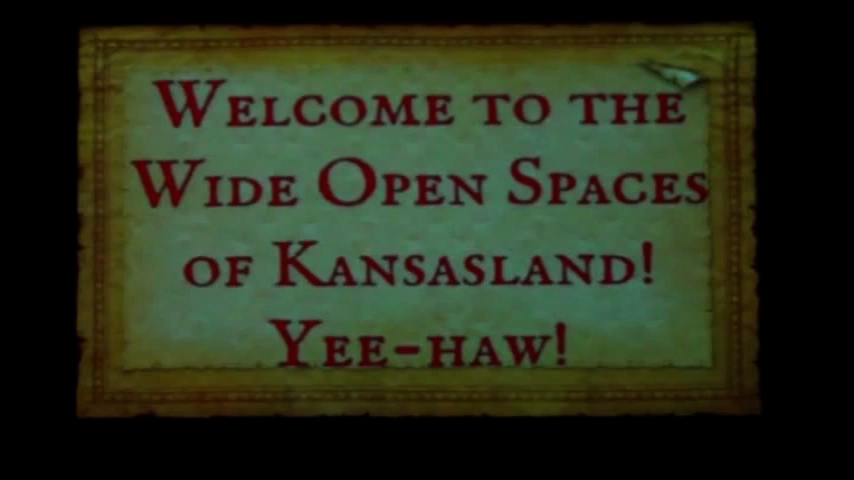 Welcome to the
Wide Open Spaces
of Kansasland!
Yee-haw!